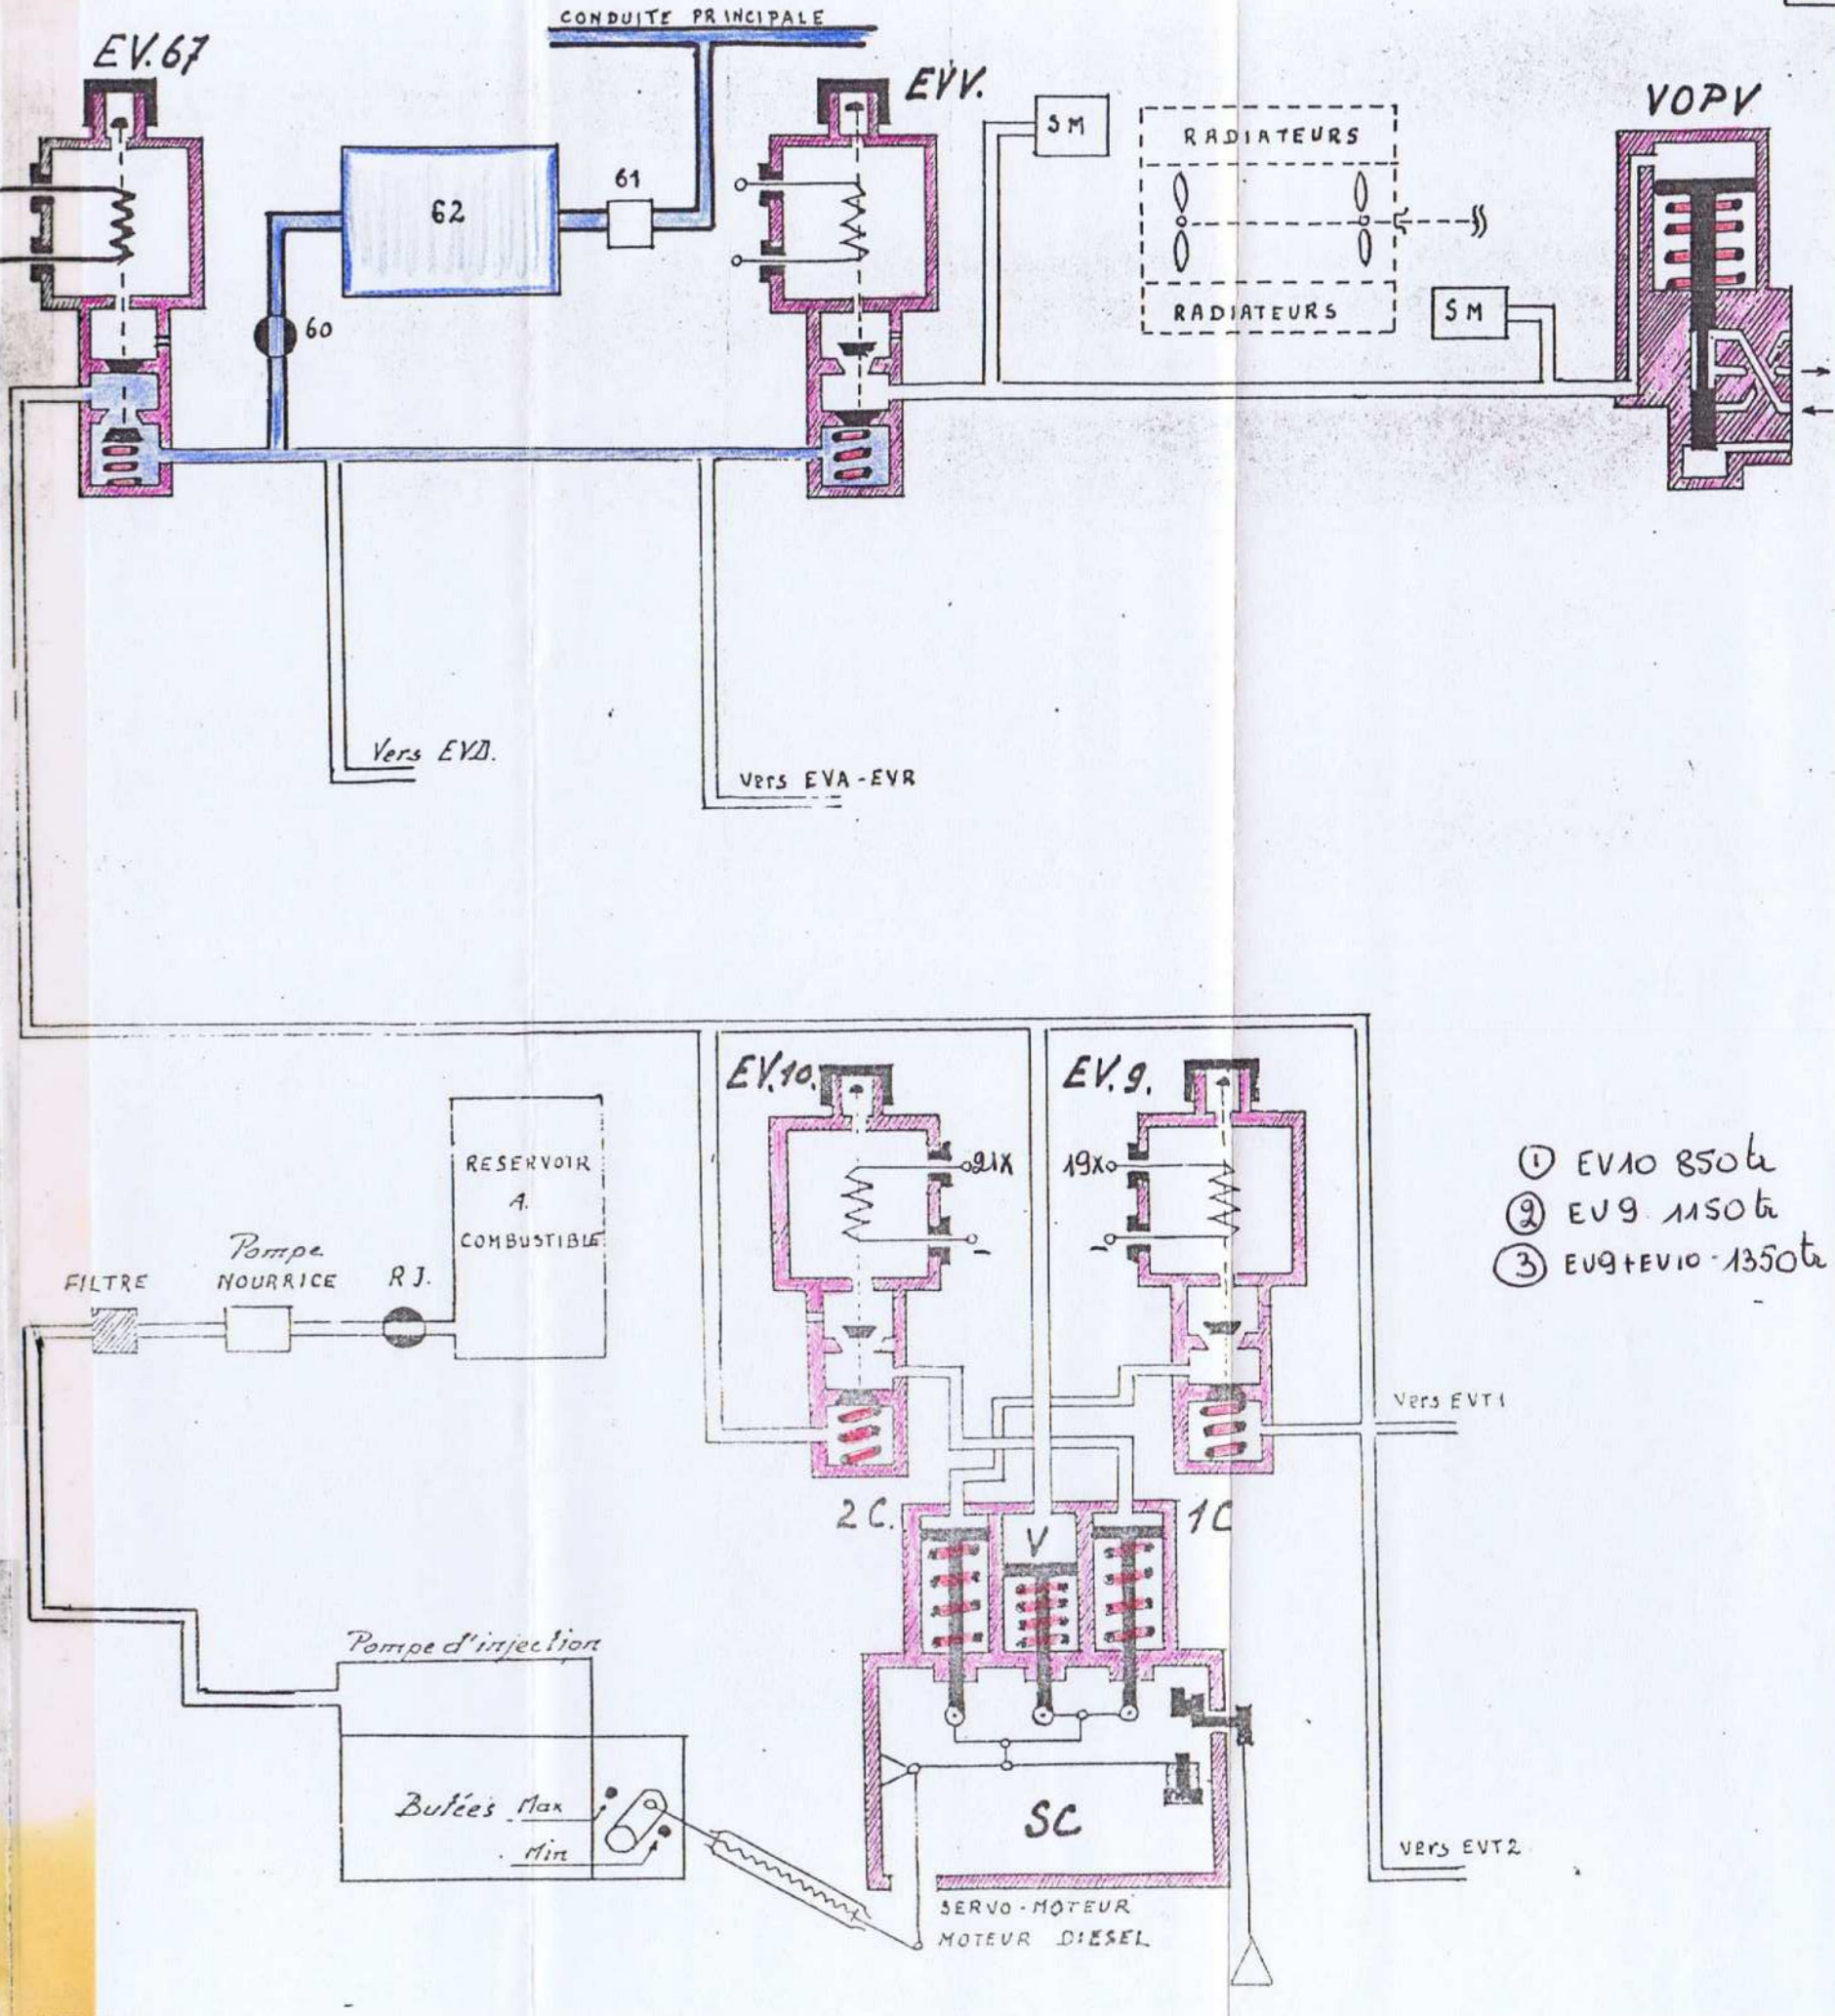 CONDUITE PRINCIPALE
EV.67
EVV.
SM
RADIATEURS
VOPV
61
62
RADIATEURS
SM
60
Vers EVD.
Vers EVA-EVR
EV.10.
EV.9.
RESERVOIR
A.
COMBUSTIBLE
21X
19X
-
-
① EV10 850 tr
② EV9. 1150 tr
③ EV9+EV10-1350 tr
Pompe
NOURRICE
FILTRE
RJ.
Vers EVT1
2C.
V
1C
Pompe d'injection
Butées Max
Min
SC
Vers EVT2
SERVO-MOTEUR
MOTEUR DIESEL